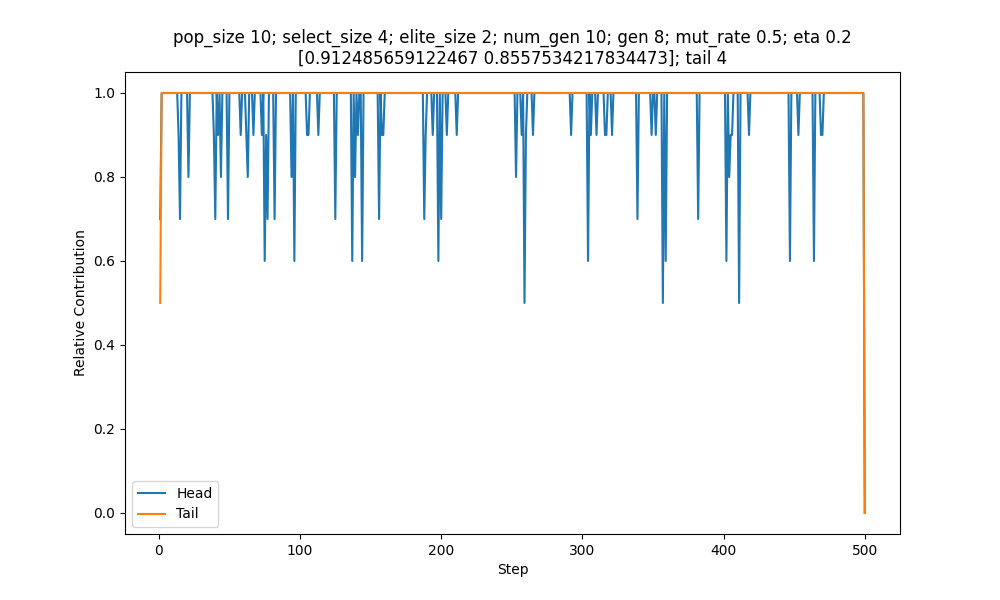 pop_size 10; select_size 4; elite_size 2; num_gen 10; gen 8; mut_rate 0.5; eta 0.2
[0.912485659122467 0.8557534217834473]; tail 4
1.0
0.8
0.6
0.4
0.2
0.0
Relative Contribution
Head
Tail
0
100
200
300
400
500
Step